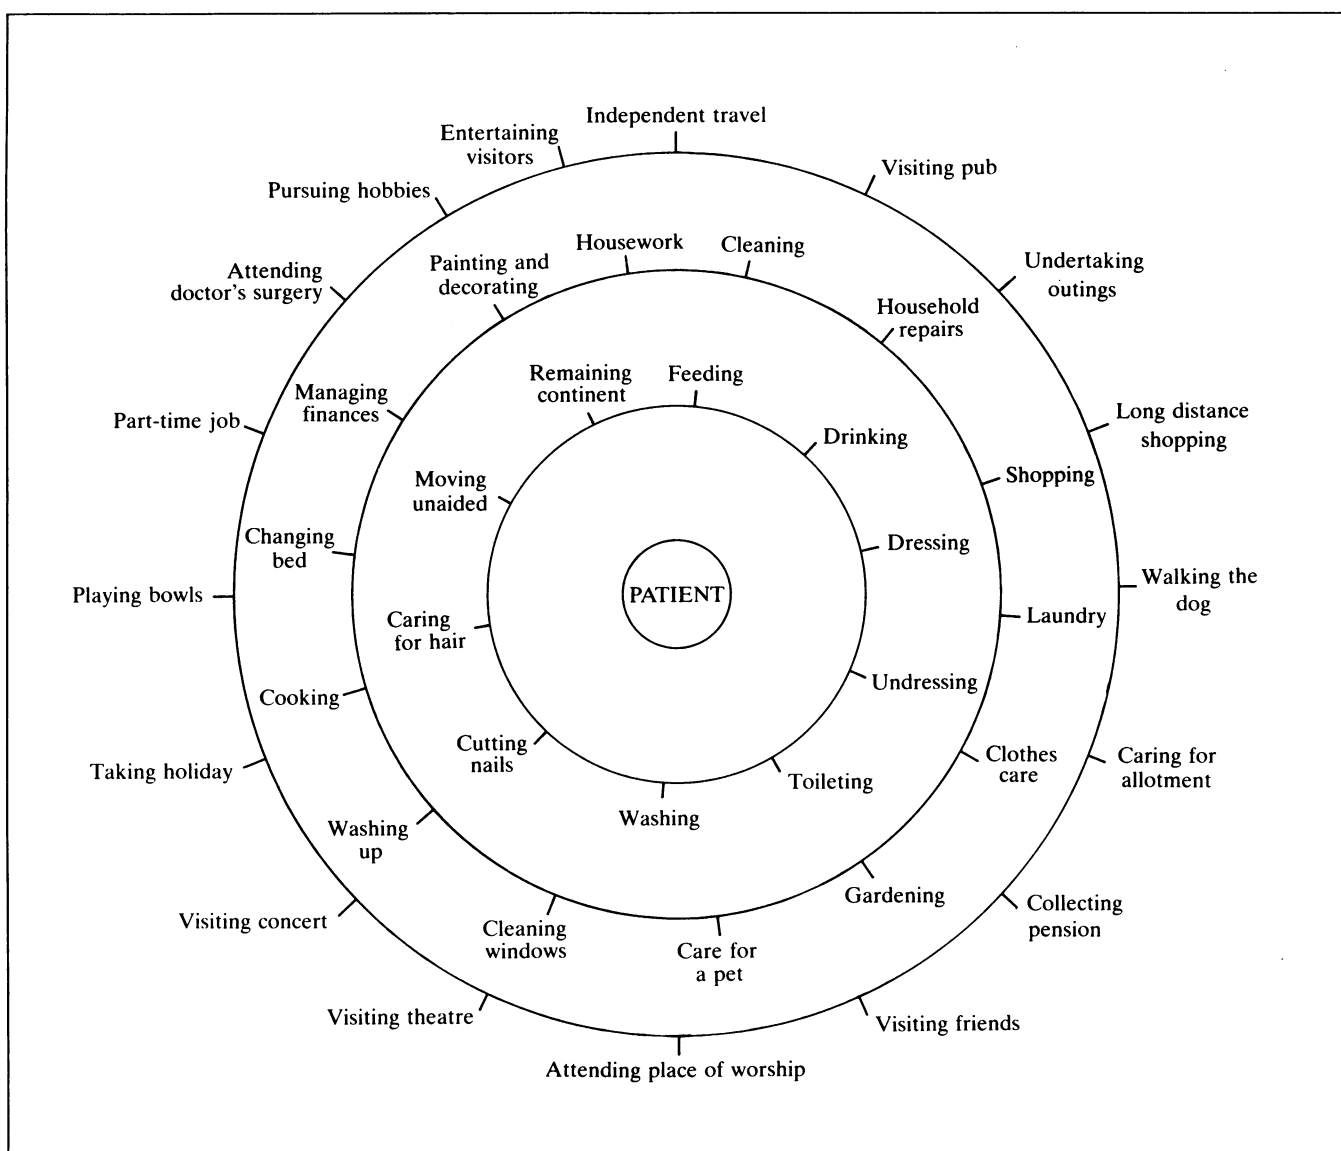 Independent travel
Entertaining
visitors
Visiting pub
Pursuing hobbies
Housework
Cleaning
Painting and
decorating
Undertaking
outings
Attending
doctor's surgery
Household
repairs
Remaining
continent
Feeding
Managing
finances
Long distance
shopping
Part-time job
Drinking
Moving
unaided
Shopping
Changing
bed
Dressing
Walking the
dog
Playing bowls
PATIENT
Caring
for hair
Laundry
Cooking
Undressing
Cutting
nails
Clothes
care
Caring for
allotment
Taking holiday
Toileting
Washing
Washing
up
Gardening
Collecting
pension
Visiting concert
Cleaning
windows
Care for
a pet
Visiting theatre
Visiting friends
Attending place of worship